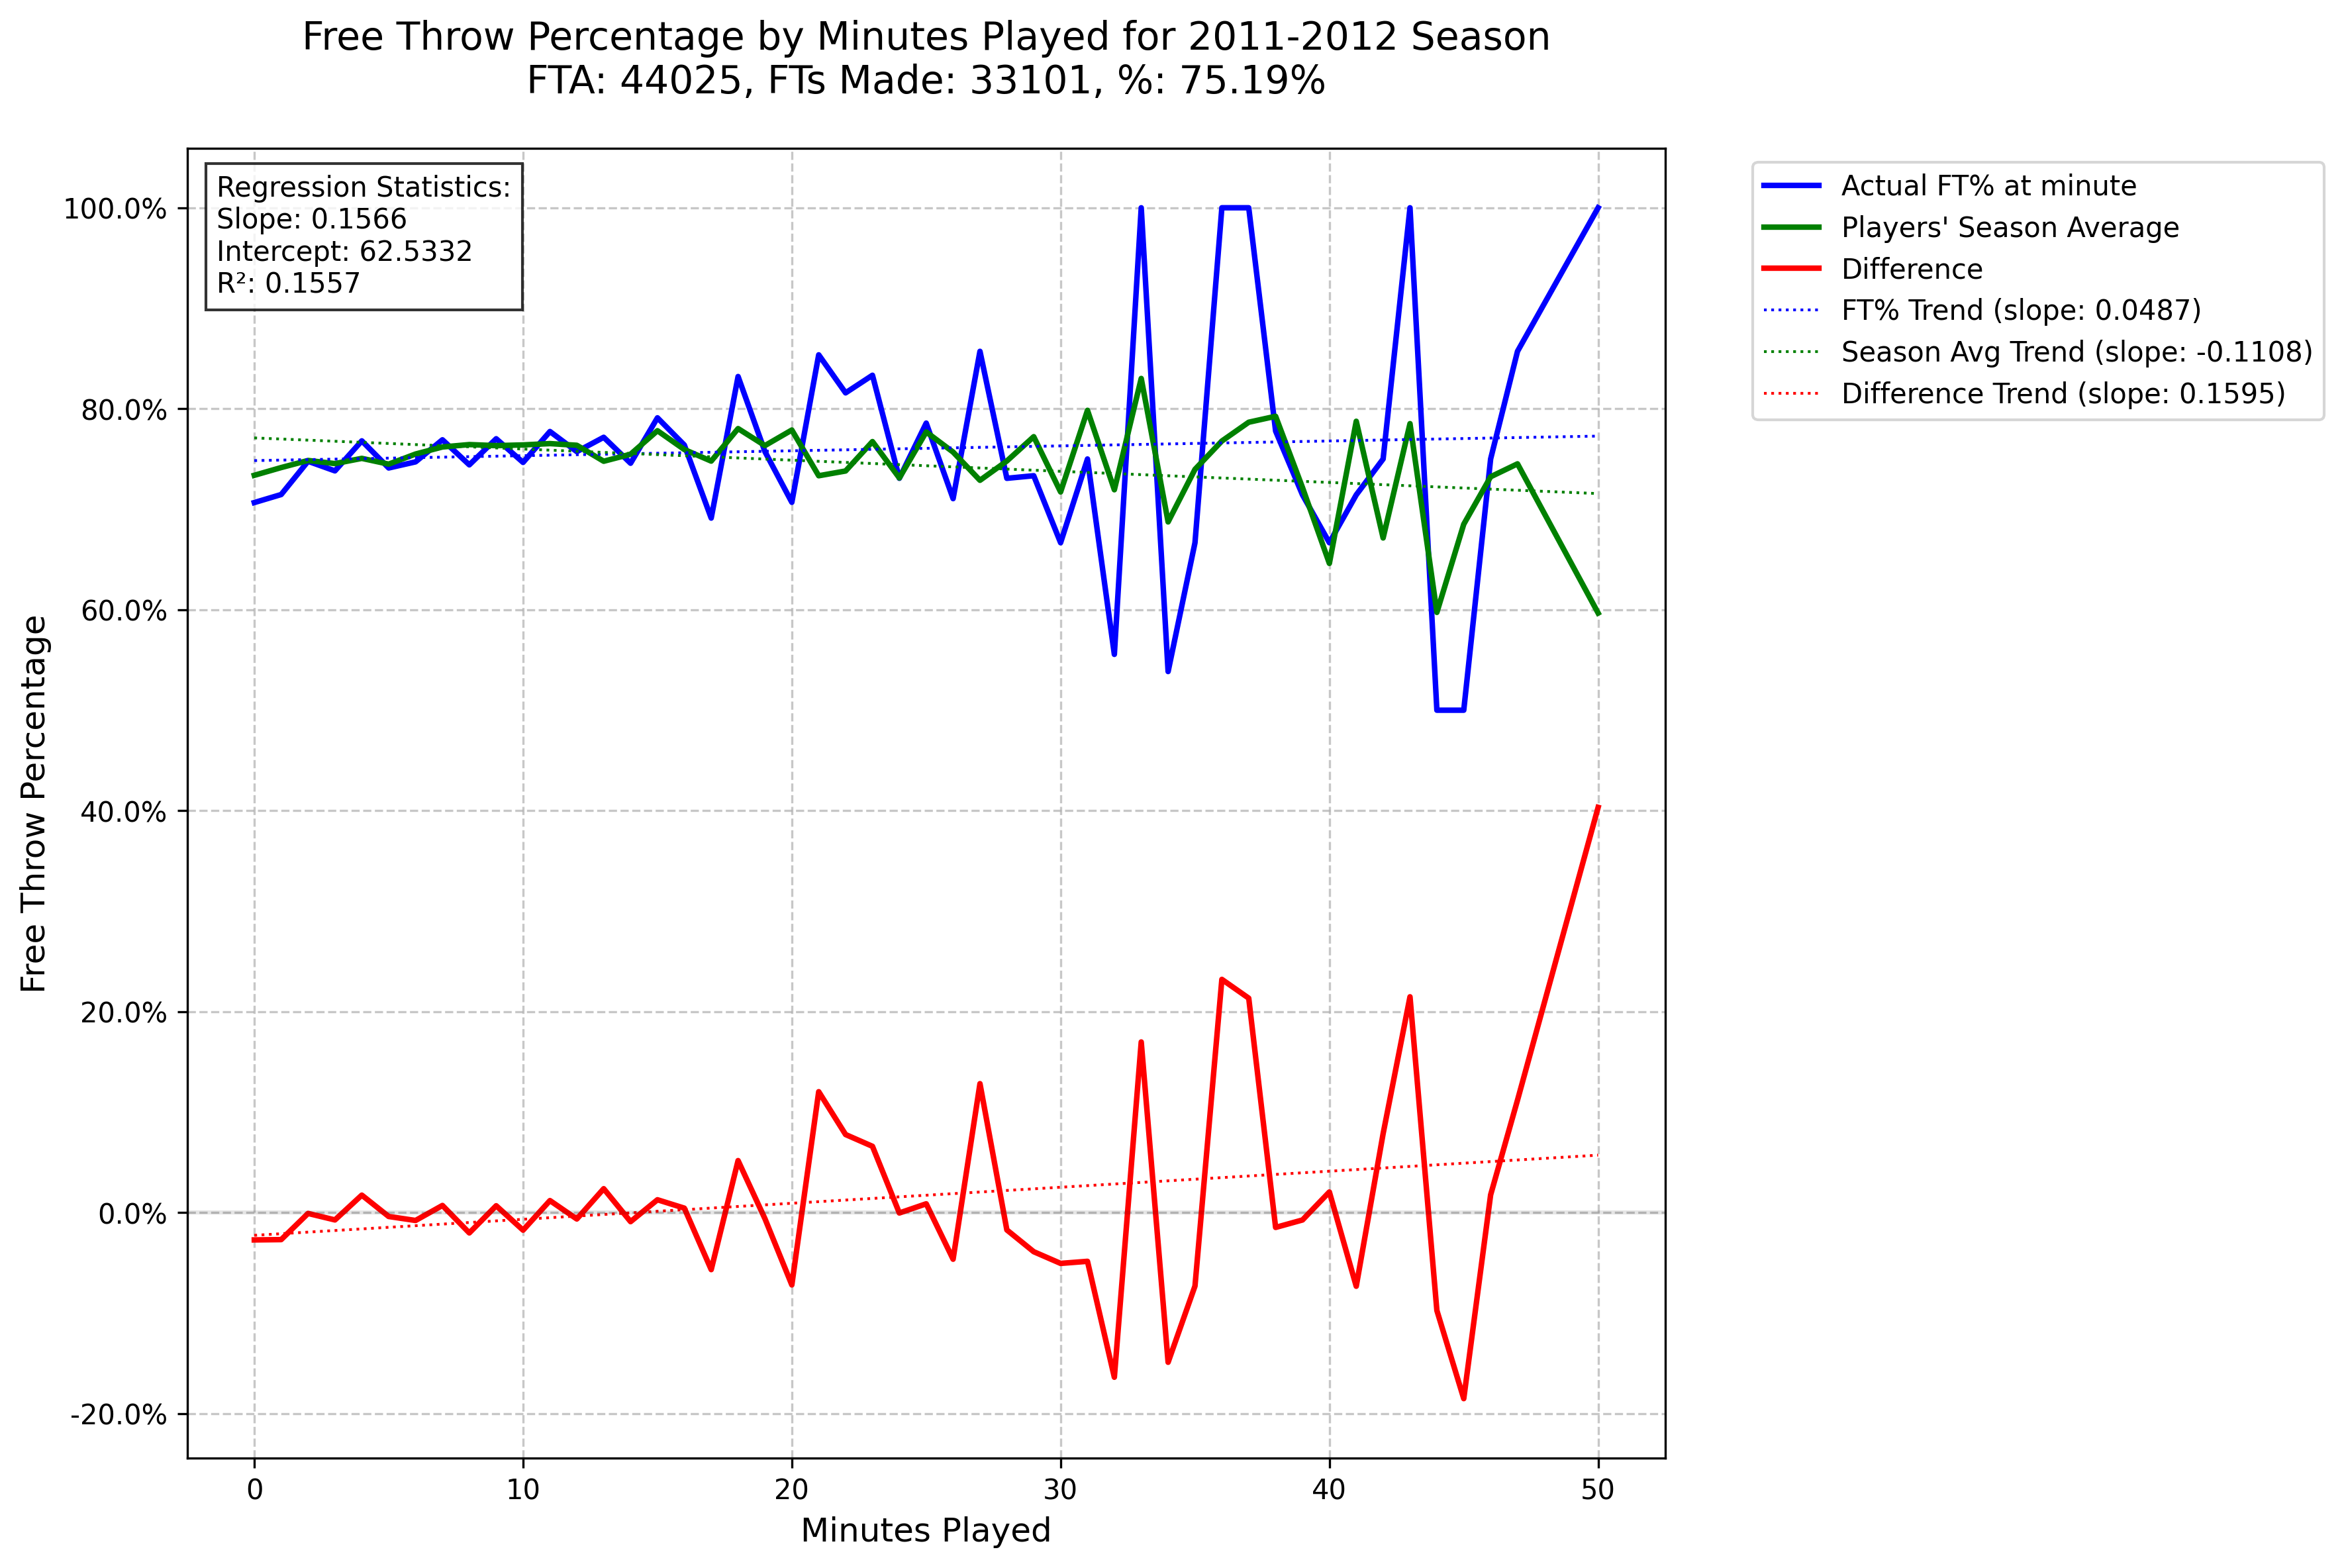 Free Throw Percentage by Minutes Played for 2011-2012 Season
FTA: 44025, FTs Made: 33101, %: 75.19%
Regression Statistics:
Slope: 0.1566
Intercept: 62.5332
R²: 0.1557
Actual FT% at minute
Players' Season Average
Difference
FT% Trend (slope: 0.0487)
Season Avg Trend (slope: -0.1108)
Difference Trend (slope: 0.1595)
Free Throw Percentage
100.0%
80.0%
60.0%
40.0%
20.0%
0.0%
-20.0%
0 10 20 30 40 50
Minutes Played